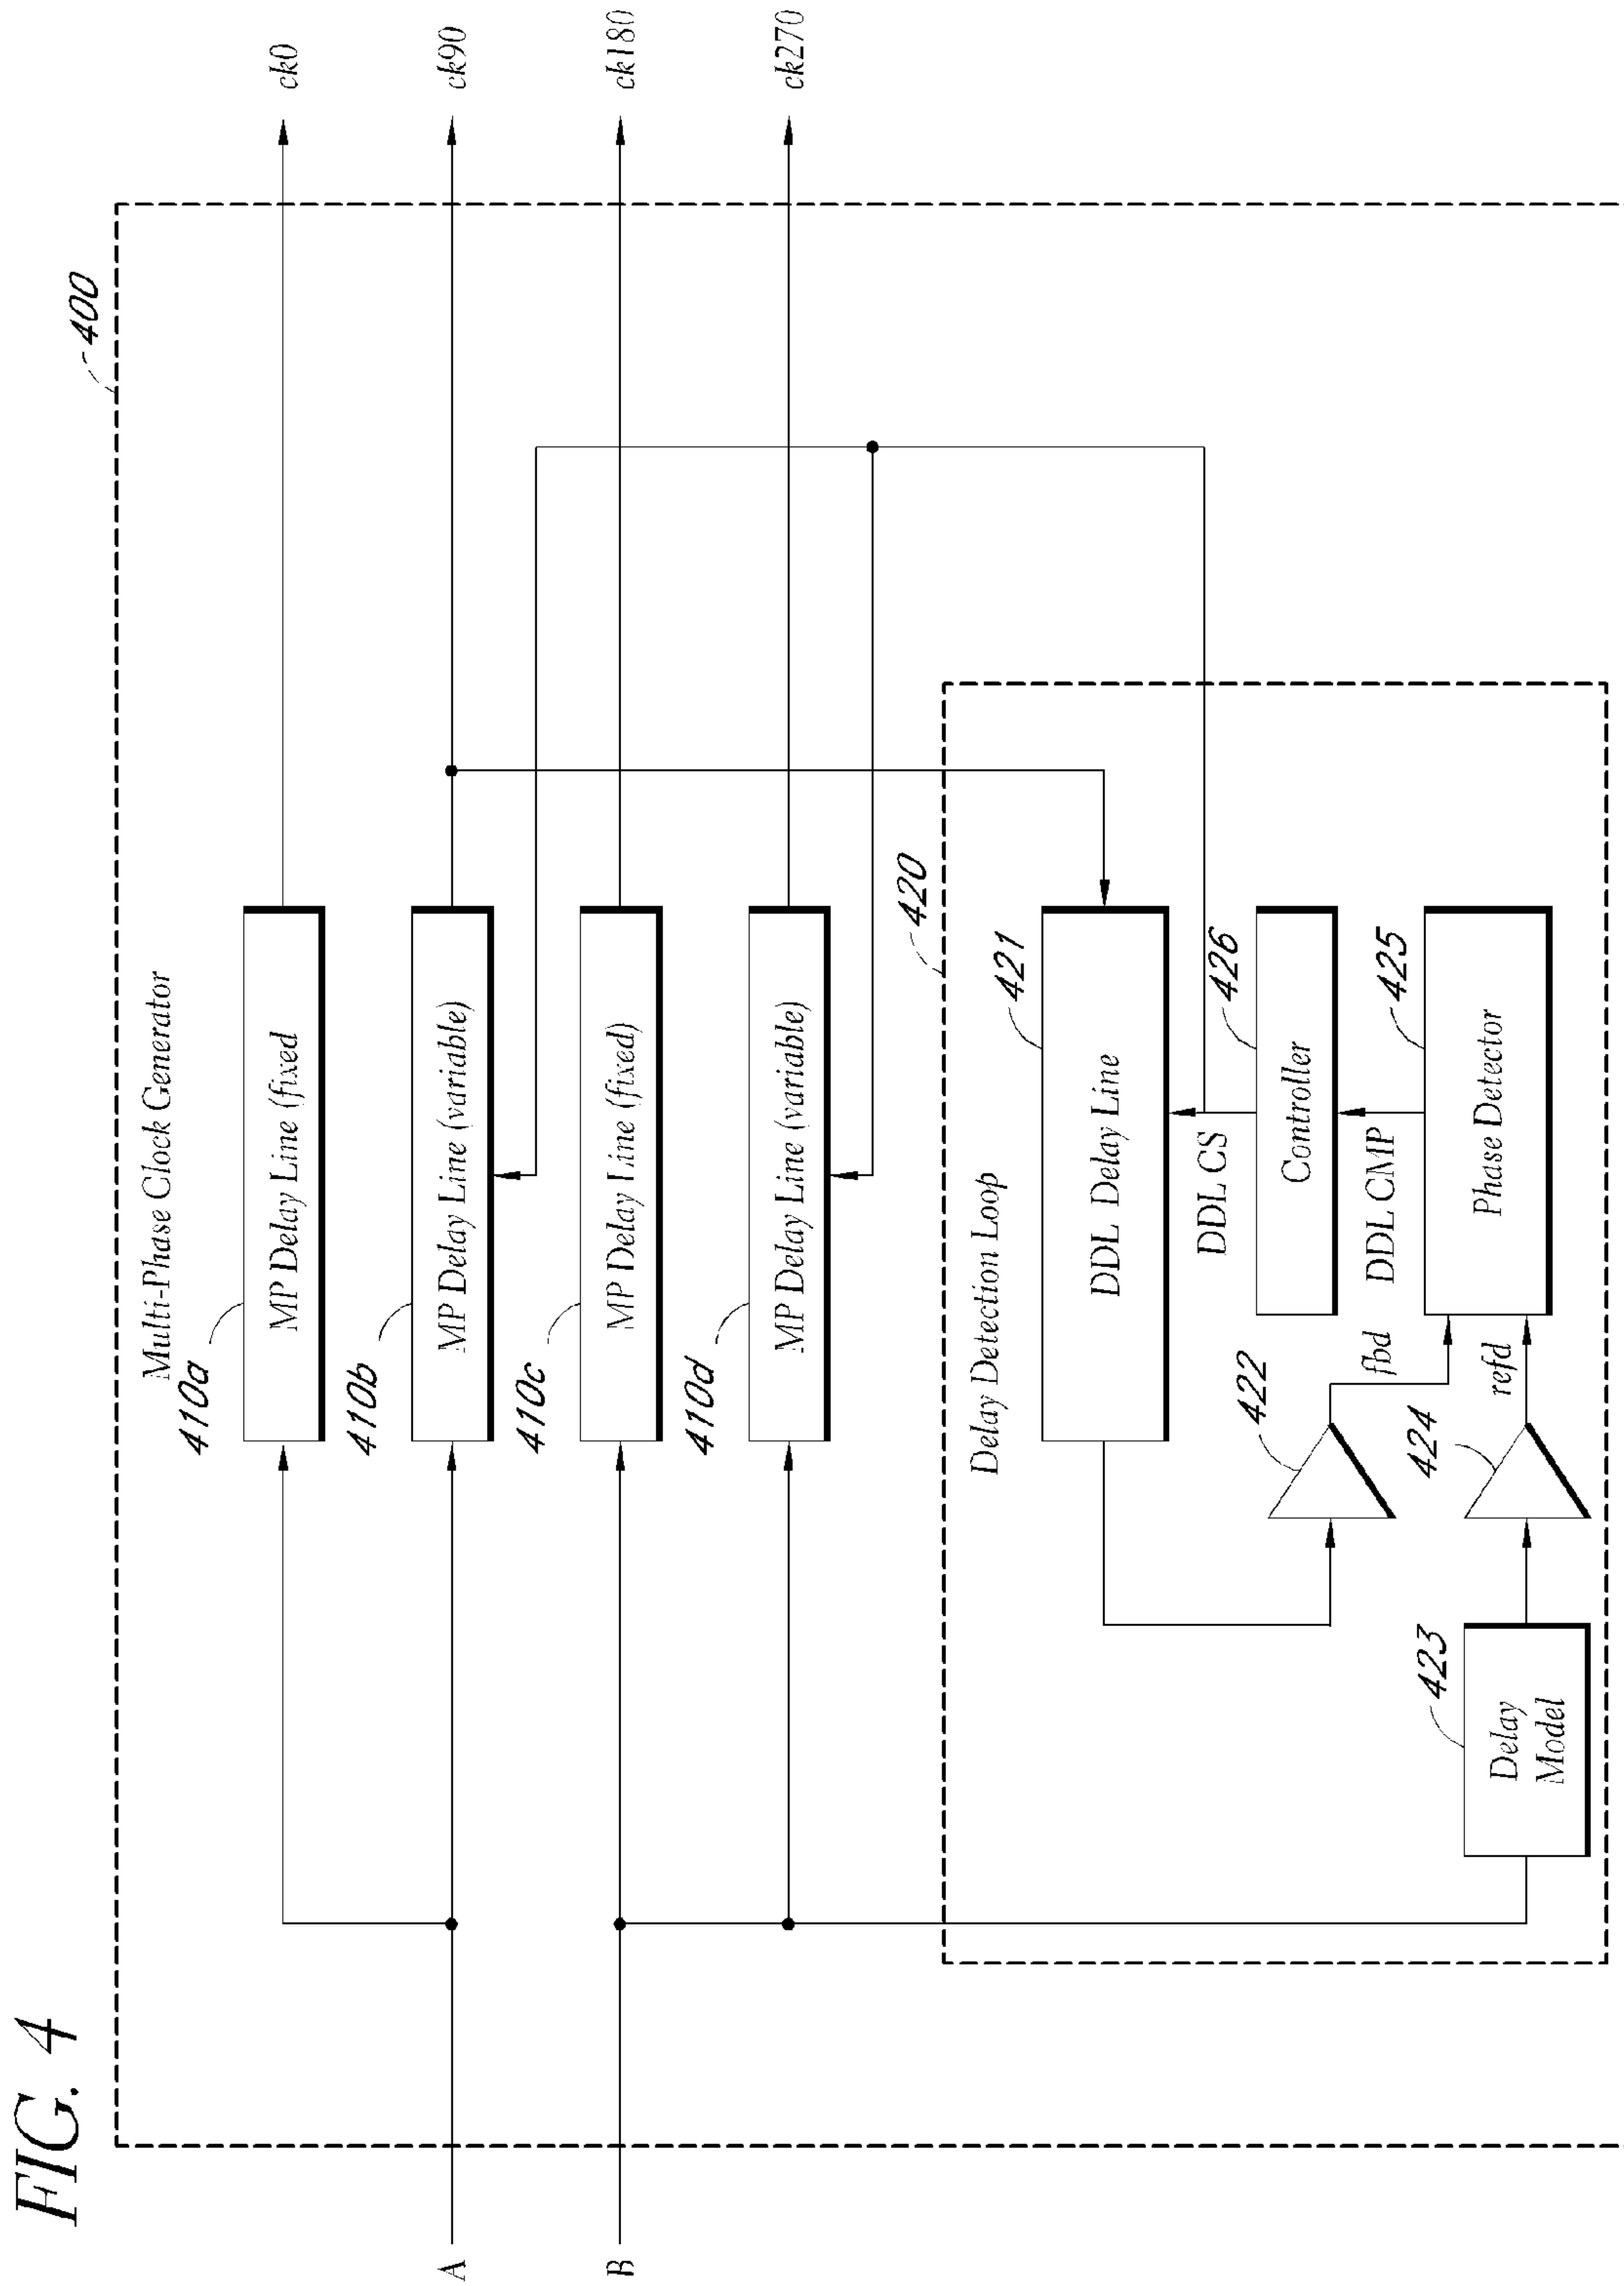 FIG. 4
400
Multi-Phase Clock Generator
410a
MP Delay Line (fixed
ck0
410b
MP Delay Line (variable)
ck90
A
410c
MP Delay Line (fixed)
ck180
B
410d
MP Delay Line (variable)
ck270
420
Delay Detection Loop
421
DDL Delay Line
DDL CS
426
Controller
DDL CMP
425
Phase Detector
422
fbd
424
refd
423
Delay
Model